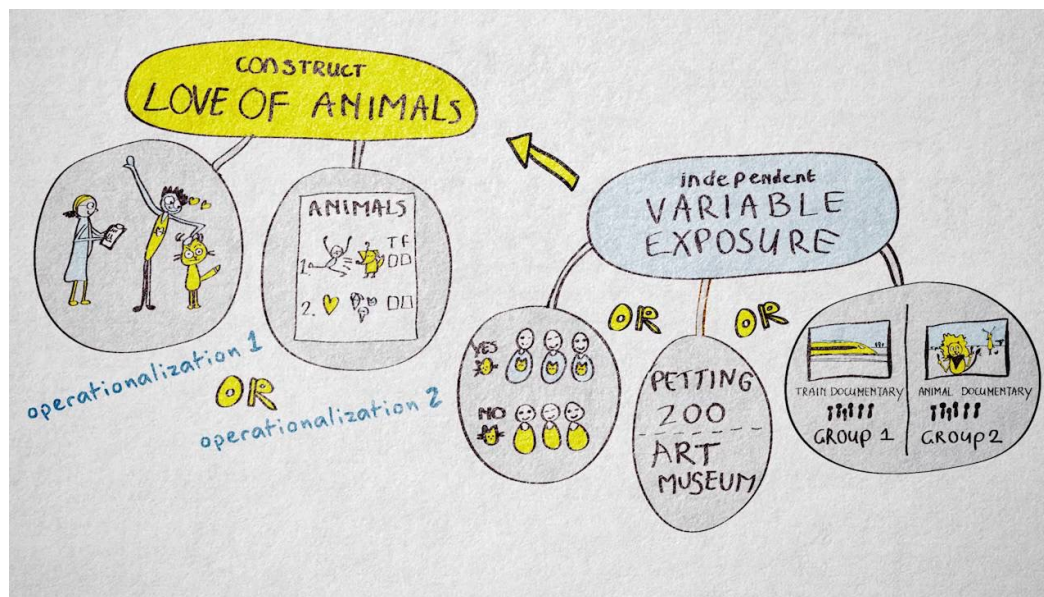 CONSTRUCT
LOVE OF ANIMALS
ANIMALS
T F
1.
2.
operationalization 1
OR
operationalization 2
independent
VARIABLE
EXPOSURE
OR
OR
YES
NO
PETTING
ZOO
ART
MUSEUM
TRAIN DOCUMENTARY
GROUP 1
ANIMAL DOCUMENTARY
GROUP 2